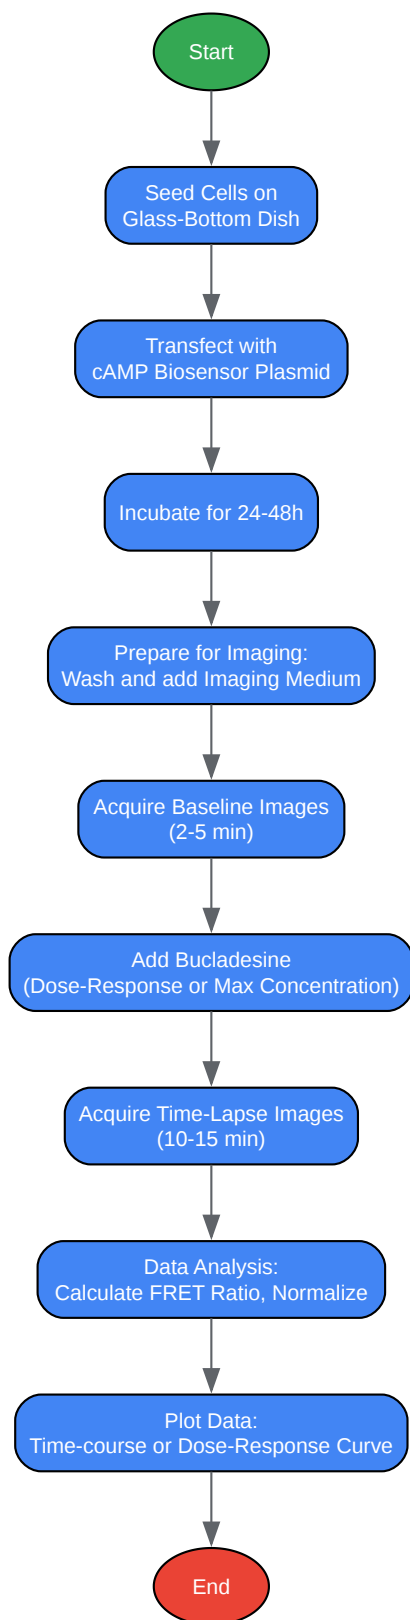 Start
Seed Cells on
Glass-Bottom Dish
Transfect with
cAMP Biosensor Plasmid
Incubate for 24-48h
Prepare for Imaging:
Wash and add Imaging Medium
Acquire Baseline Images
(2-5 min)
Add Bucladesine
(Dose-Response or Max Concentration)
Acquire Time-Lapse Images
(10-15 min)
Data Analysis:
Calculate FRET Ratio, Normalize
Plot Data:
Time-course or Dose-Response Curve
End